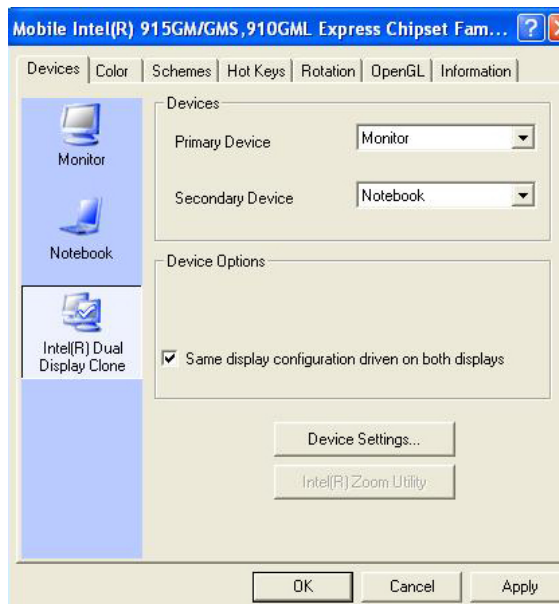 Mobile Intel(R) 915GM/GMS,910GML Express Chipset Fam...
Devices Color Schemes Hot Keys Rotation OpenGL Information
Monitor
Notebook
Intel(R) Dual
Display Clone
Devices
Primary Device Monitor
Secondary Device Notebook
Device Options
Same display configuration driven on both displays
Device Settings...
Intel(R) Zoom Utility
OK Cancel Apply